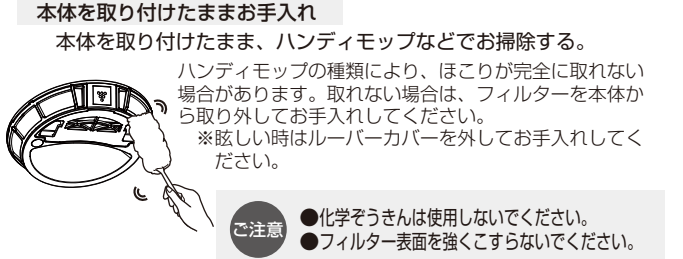 本体を取り付けたままお手入れ
本体を取り付けたまま、ハンディモップなどでお掃除する。
ハンディモップの種類により、ほこりが完全に取れない
場合があります。取れない場合は、フィルターを本体か
ら取り外してお手入れしてください。
※眩しい時はルーバーカバーを外してお手入れしてく
ださい。
ご注意
●化学ぞうきんは使用しないでください。
●フィルター表面を強くこすらないでください。